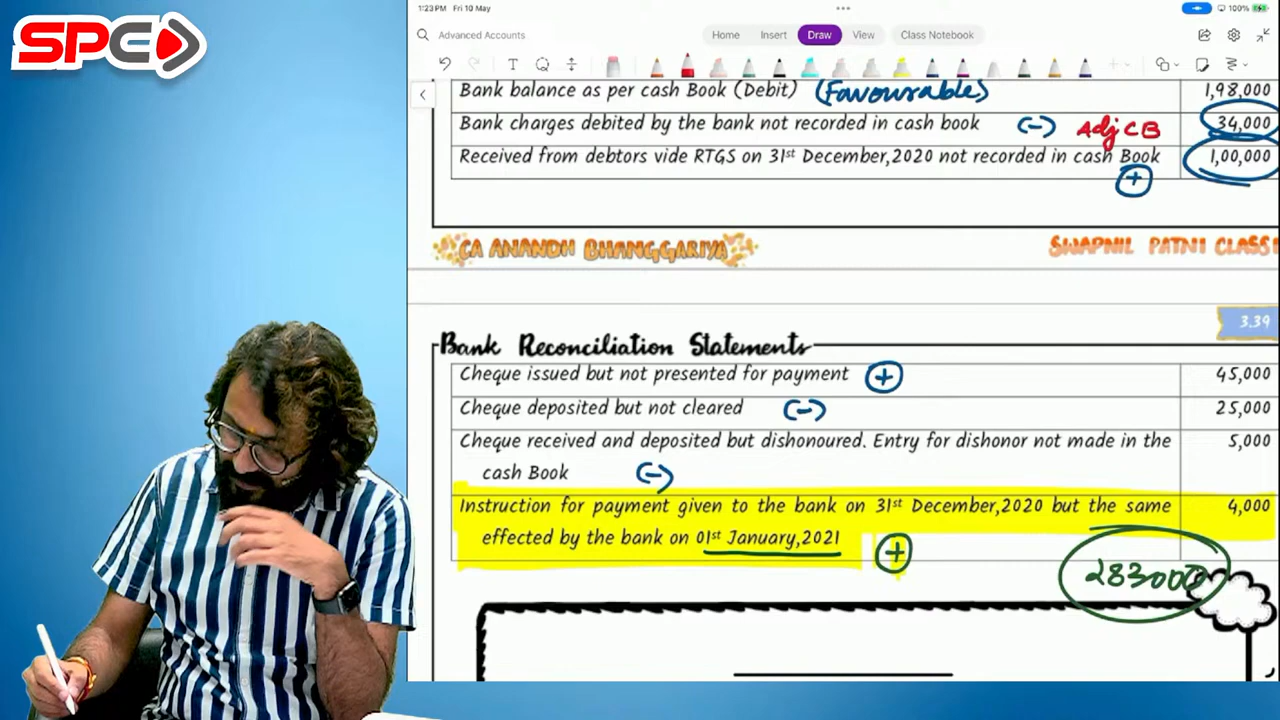 SPC
1:23 PM Fri 10 May
100%
Advanced Accounts
Home Insert Draw View Class Notebook
Bank balance as per cash Book (Debit) (Favourable) 1,98,000
Bank charges debited by the bank not recorded in cash book (-) Adj CB 34,000
Received from debtors vide RTGS on 31st December,2020 not recorded in cash Book 1,00,000
+
CA ANANDH BHANGGARIYA SWAPNIL PATNI CLASS
3.39
Bank Reconciliation Statements
Cheque issued but not presented for payment + 45,000
Cheque deposited but not cleared (-) 25,000
Cheque received and deposited but dishonoured. Entry for dishonor not made in the 5,000
cash Book (-)
Instruction for payment given to the bank on 31st December,2020 but the same 4,000
effected by the bank on 01st January,2021 +
283000